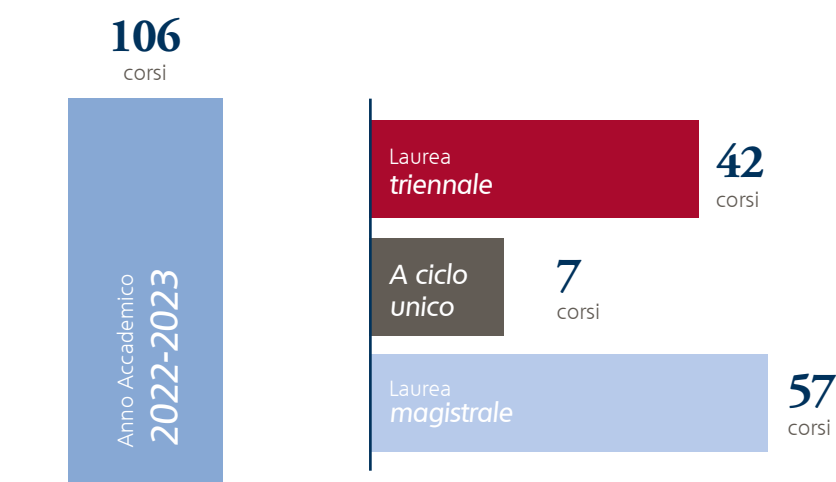 106
corsi
Anno Accademico
2022-2023
Laurea
triennale
42
corsi
A ciclo
unico
7
corsi
Laurea
magistrale
57
corsi